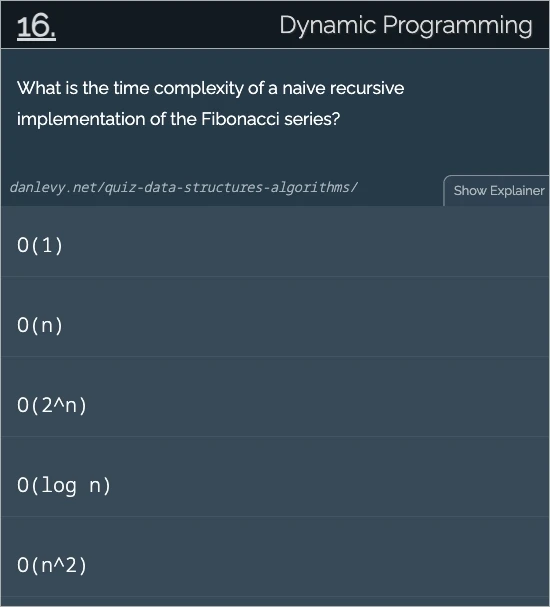 16.
Dynamic Programming
What is the time complexity of a naive recursive
implementation of the Fibonacci series?
danlevy.net/quiz-data-structures-algorithms/
Show Explainer
O(1)
O(n)
O(2^n)
O(log n)
O(n^2)